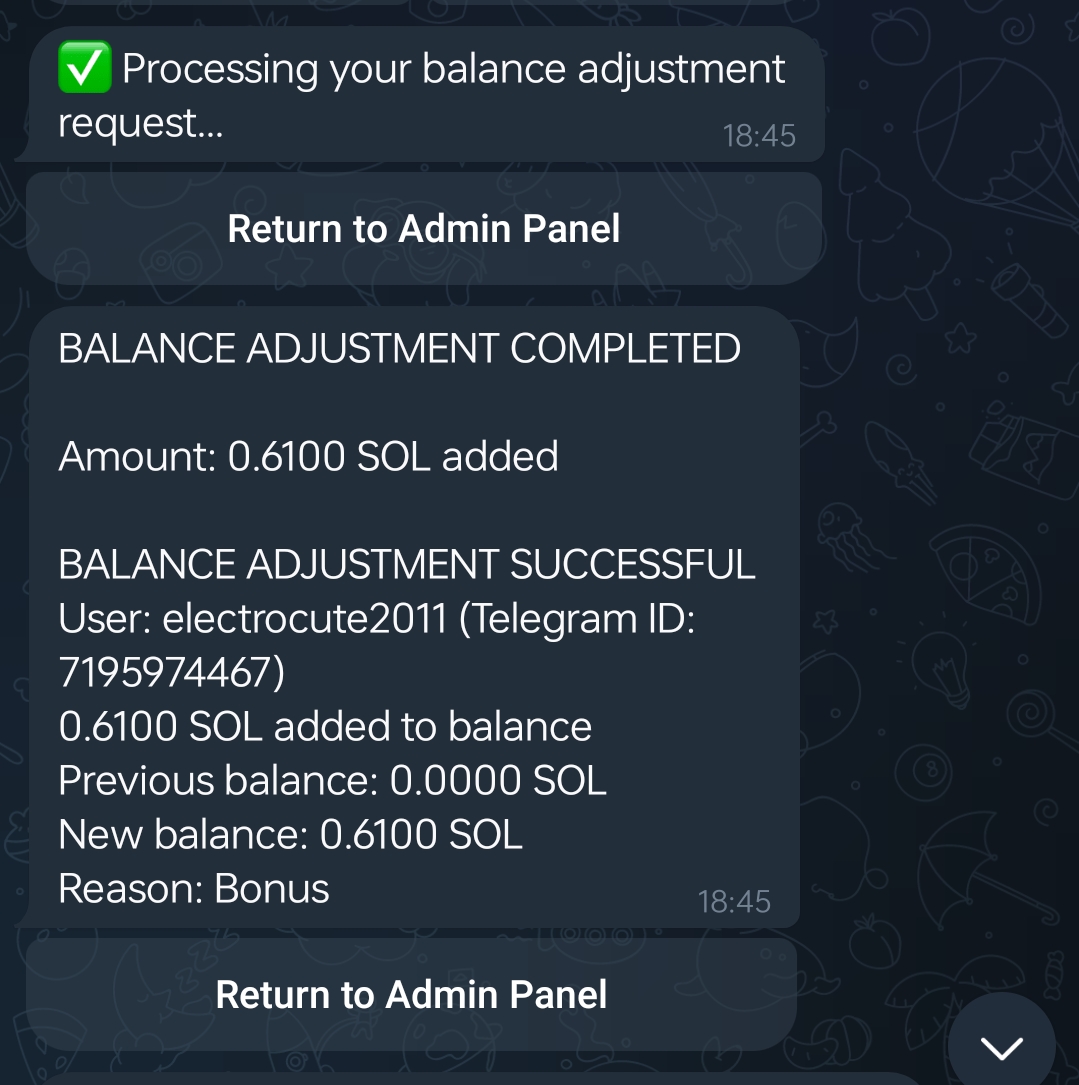 ✅ Processing your balance adjustment
request...
18:45
Return to Admin Panel
BALANCE ADJUSTMENT COMPLETED
Amount: 0.6100 SOL added
BALANCE ADJUSTMENT SUCCESSFUL
User: electrocute2011 (Telegram ID:
7195974467)
0.6100 SOL added to balance
Previous balance: 0.0000 SOL
New balance: 0.6100 SOL
Reason: Bonus
18:45
Return to Admin Panel